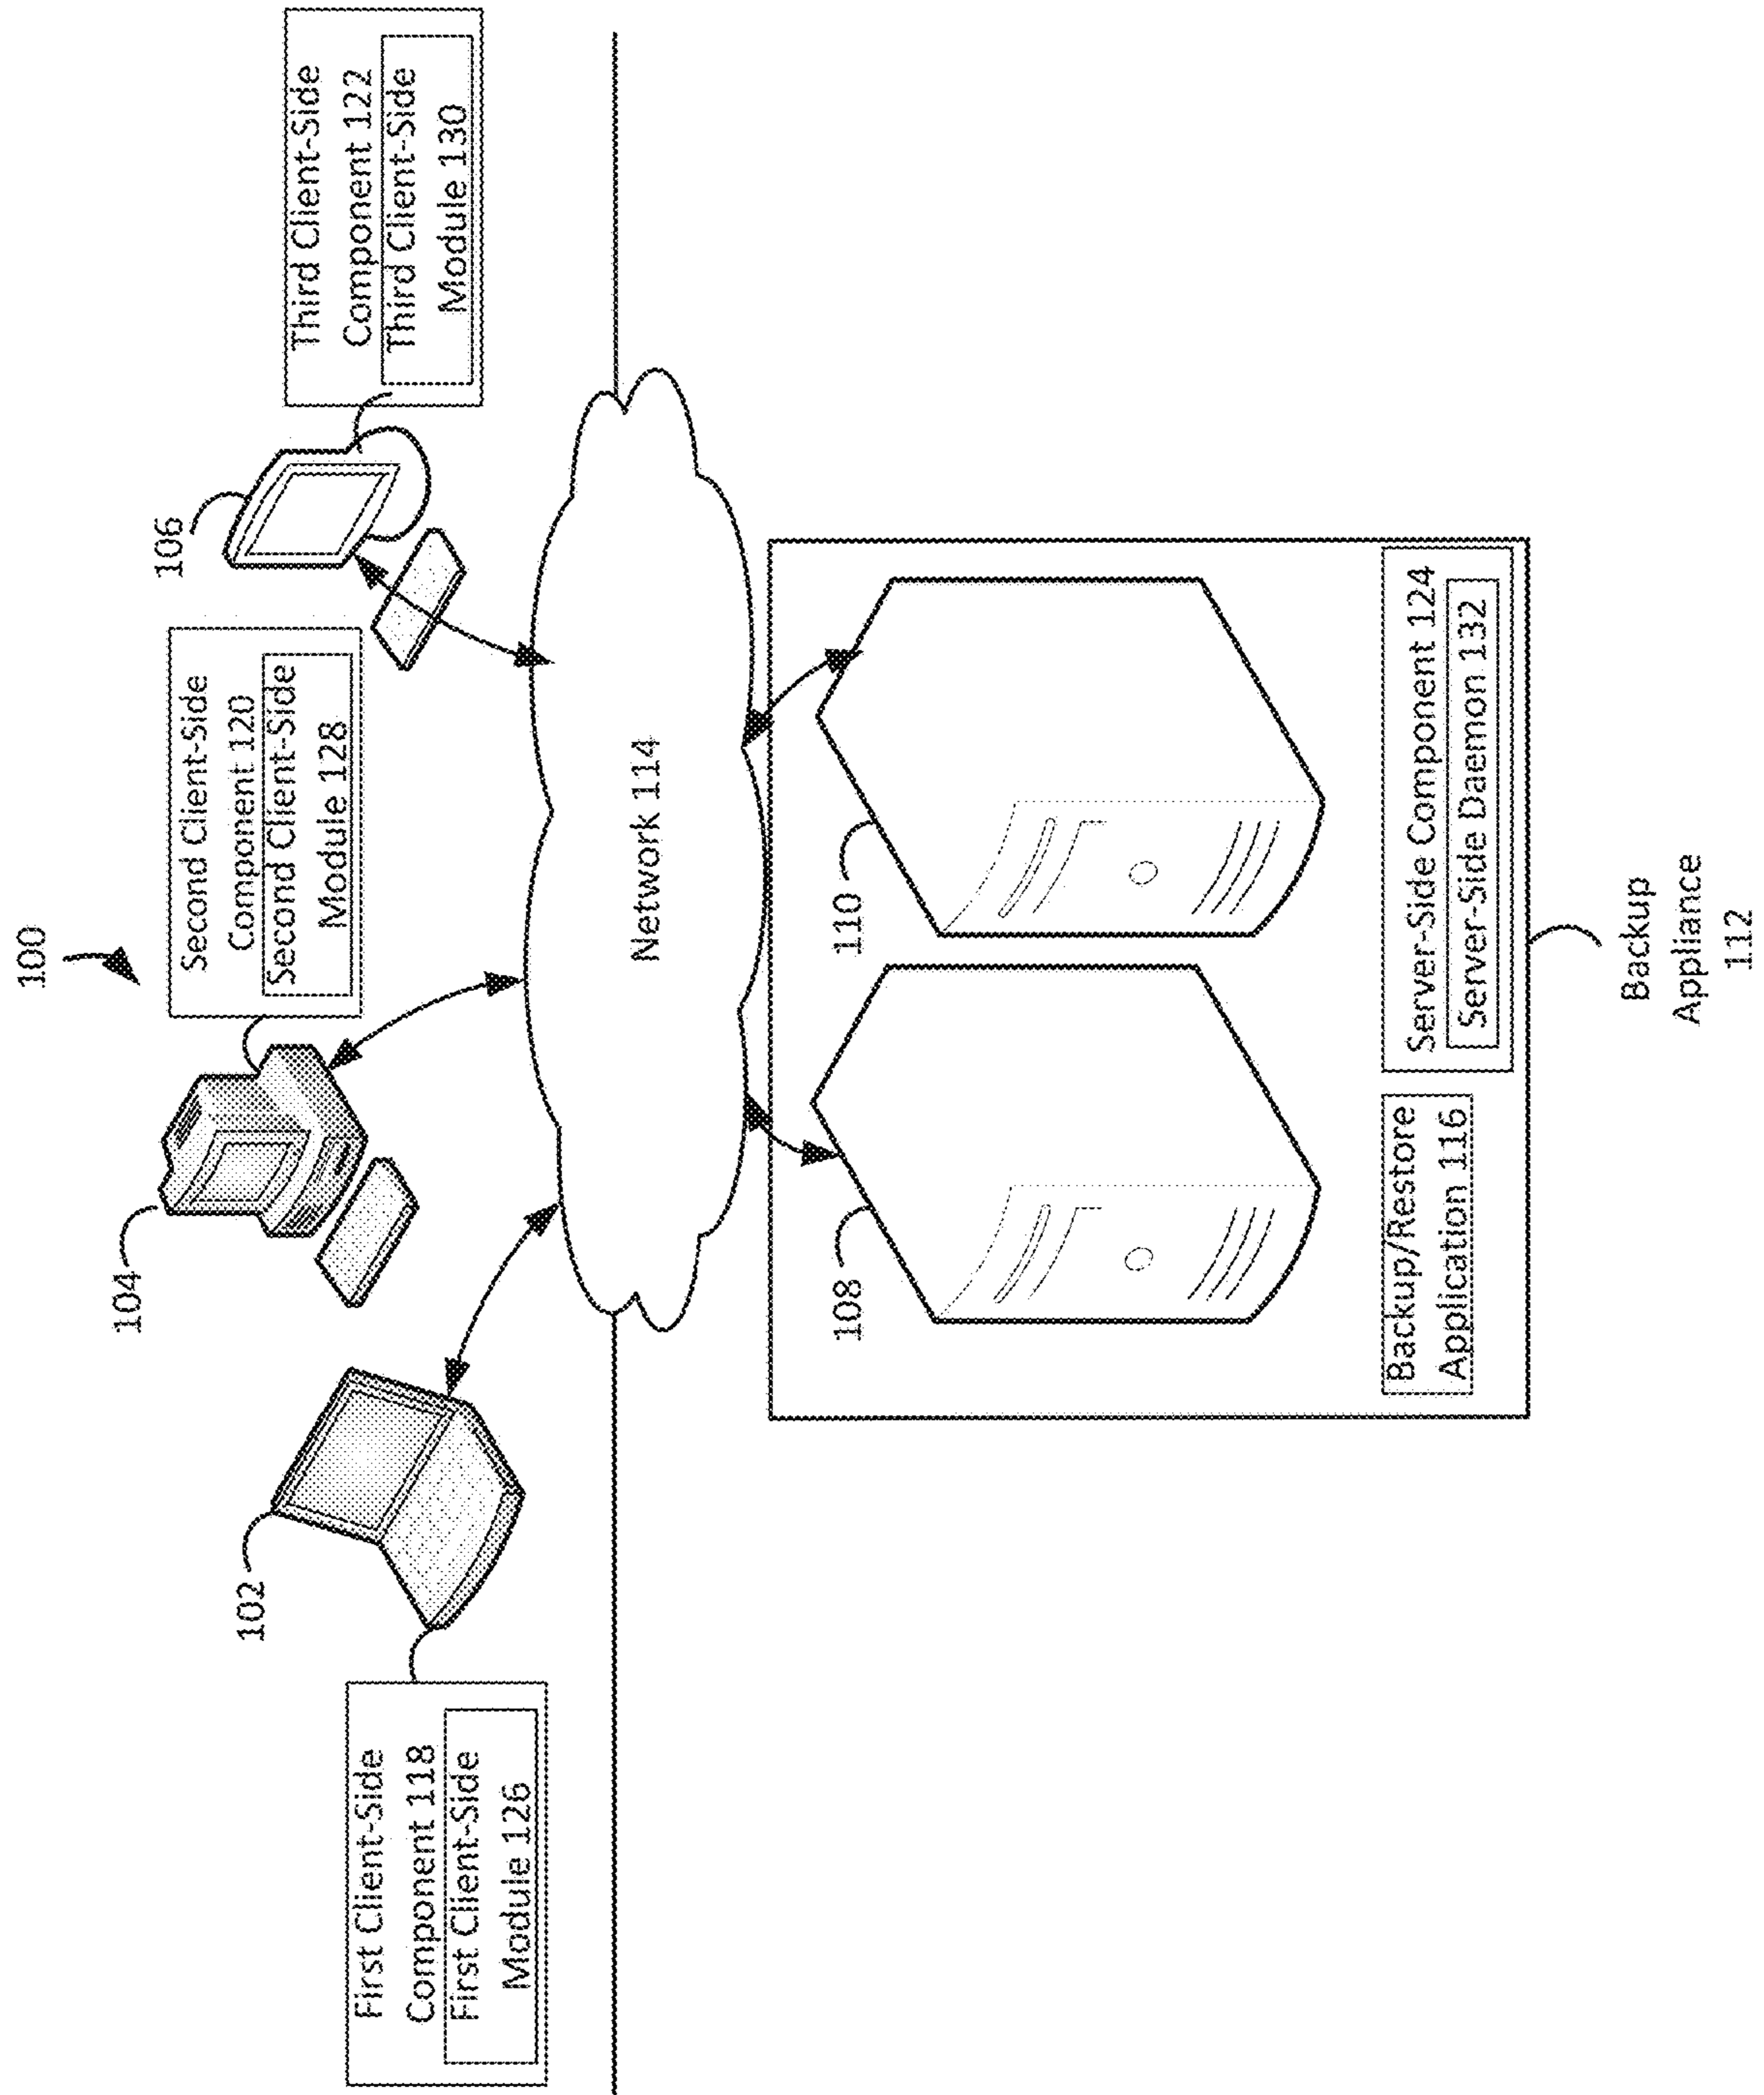 100
104
Second Client-Side
Component 120
Second Client-Side
Module 128
106
Third Client-Side
Component 122
Third Client-Side
Module 130
102
First Client-Side
Component 118
First Client-Side
Module 126
Network 114
108
110
Backup/Restore
Application 116
Server-Side Component 124
Server-Side Daemon 132
Backup
Appliance
112